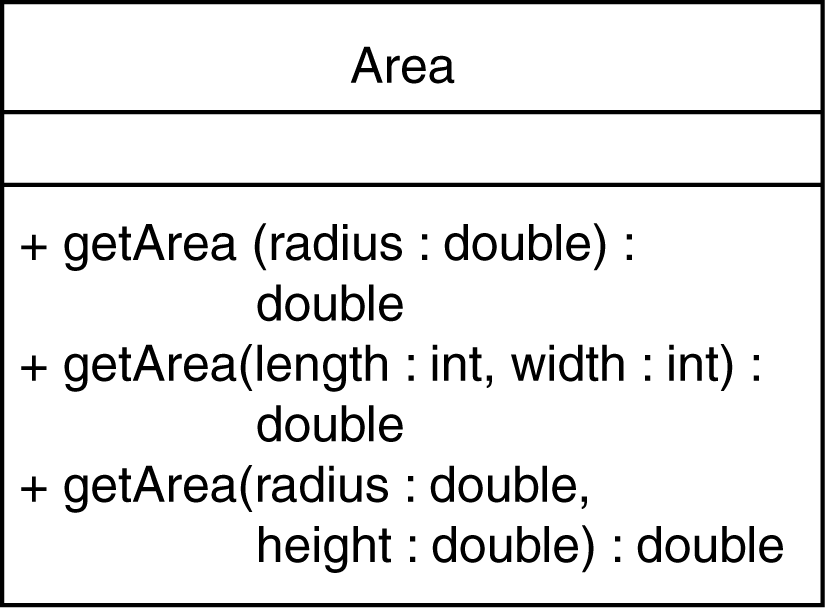 Area
+ getArea (radius : double) :
double
+ getArea(length : int, width : int) :
double
+ getArea(radius : double,
height : double) : double